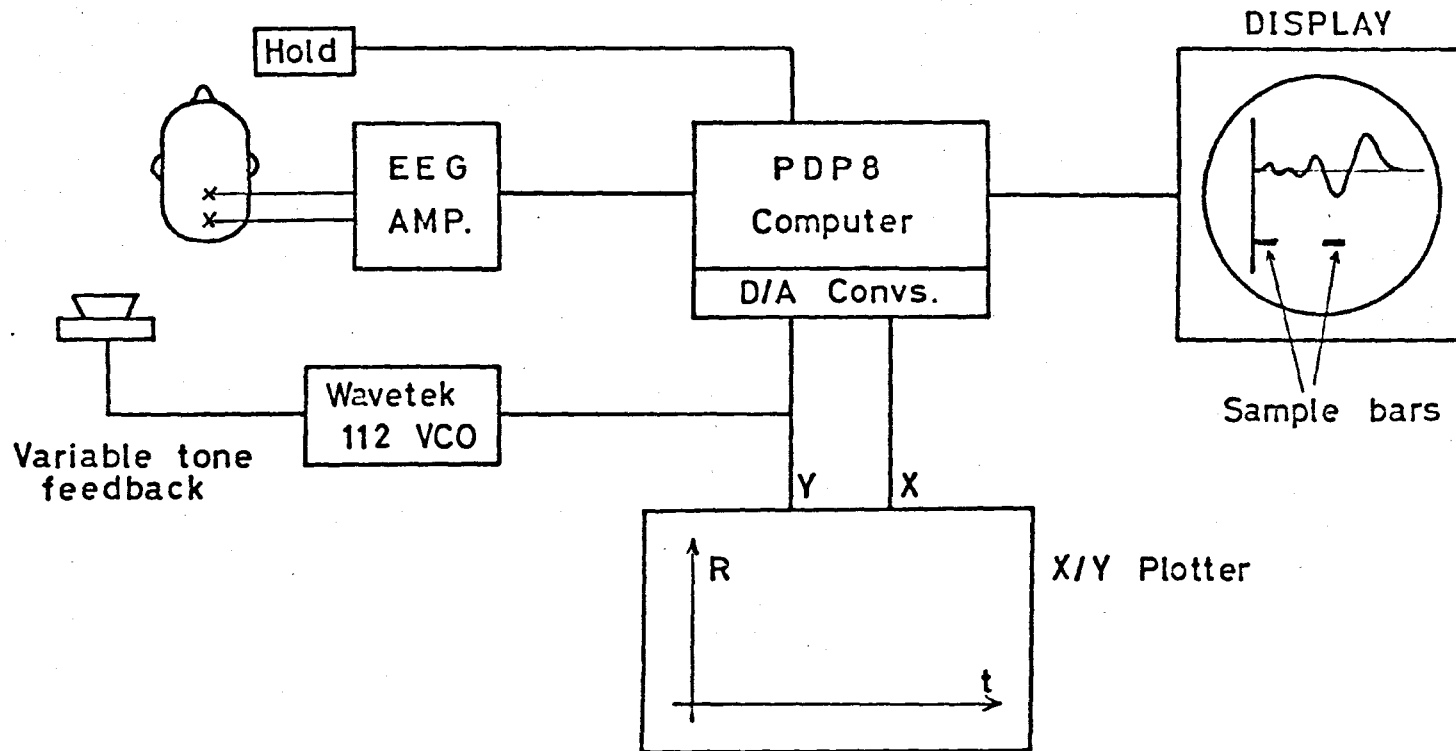 DISPLAY
Hold
EEG
AMP.
PDP8
Computer
D/A Convs.
Sample bars
Wavetek
112 VCO
Variable tone
feedback
Y X
R
t
X/Y Plotter